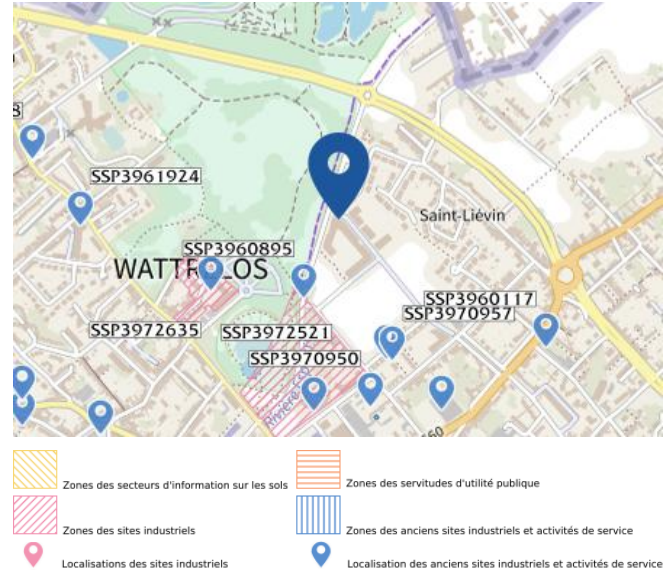 8
SSP3961924
Saint-Liévin
SSP3960895
WATTRELOS
SSP3960117
SSP3970957
SSP3972635
SSP3972521
SSP3970950
Zones des secteurs d'information sur les sols
Zones des servitudes d'utilité publique
Zones des sites industriels
Zones des anciens sites industriels et activités de service
Localisations des sites industriels
Localisation des anciens sites industriels et activités de service